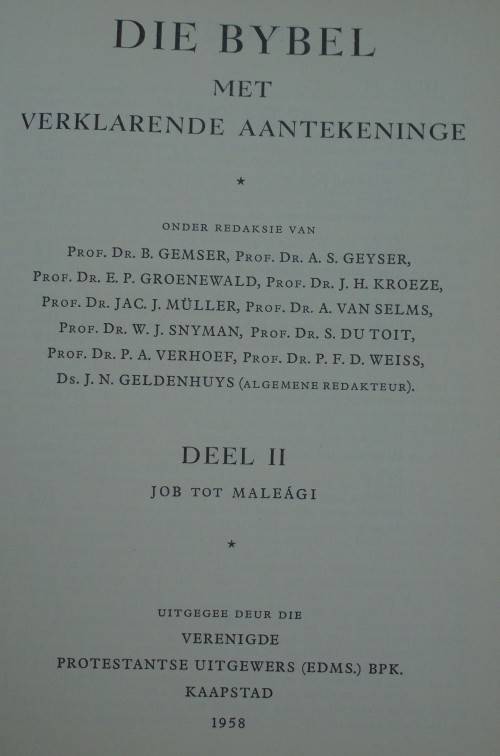 DIE BYBEL
MET
VERKLARENDE AANTEKENINGE
★
ONDER REDAKSIE VAN
PROF. DR. B. GEMSER, PROF. DR. A. S. GEYSER,
PROF. DR. E. P. GROENEWALD, PROF. DR. J. H. KROEZE,
PROF. DR. JAC. J. MÜLLER, PROF. DR. A. VAN SELMS,
PROF. DR. W. J. SNYMAN, PROF. DR. S. DU TOIT,
PROF. DR. P. A. VERHOEF, PROF. DR. P. F. D. WEISS,
DS. J. N. GELDENHUYS (ALGEMENE REDAKTEUR).
DEEL II
JOB TOT MALEÁGI
★
UITGEGEE DEUR DIE
VERENIGDE
PROTESTANTSE UITGEWERS (EDMS.) BPK.
KAAPSTAD
1958